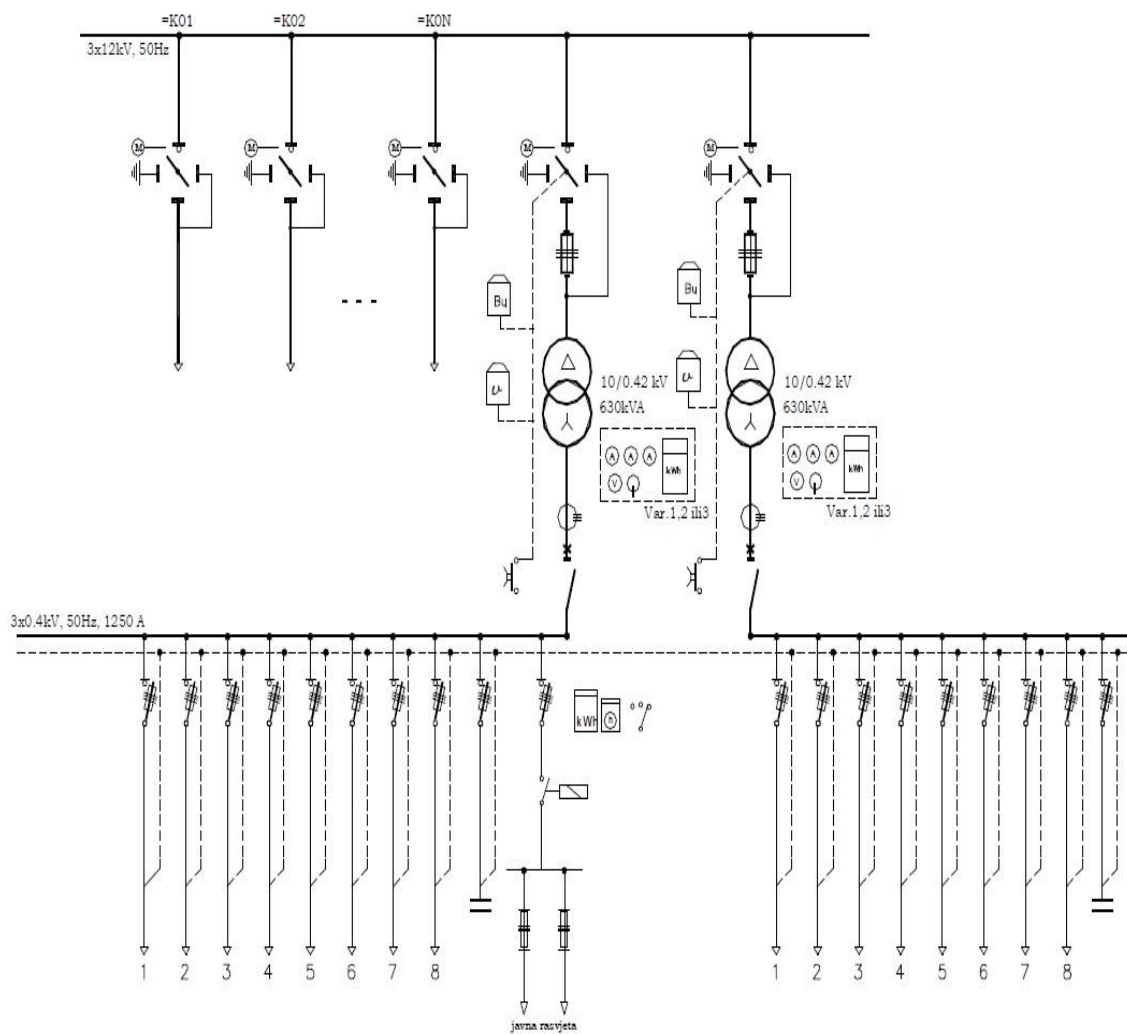 =K01 =K02 =K0N
3x12kV, 50Hz
M M M M M
Bu Bu
10/0.42 kV 10/0.42 kV
630kVA 630kVA
A A A A A A
kWh kWh
V V
Var.1,2 ili3 Var.1,2 ili3
3x0.4kV, 50Hz, 1250 A
kWh h
1 2 3 4 5 6 7 8 1 2 3 4 5 6 7 8
javna rasvjeta